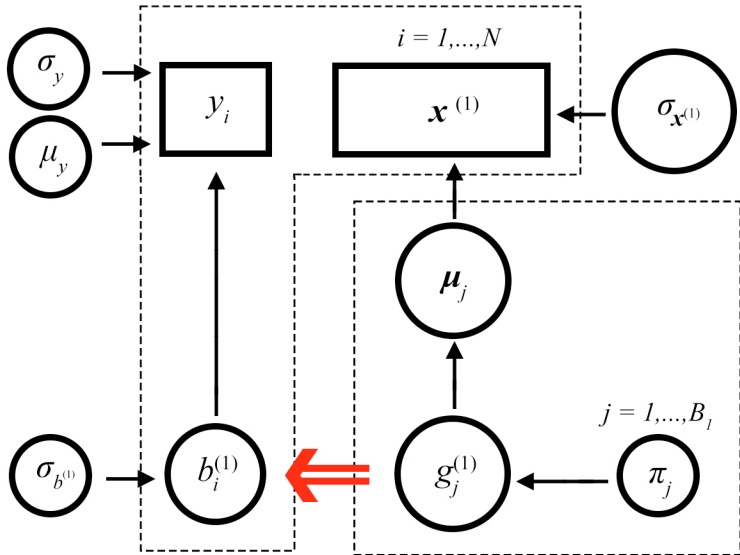 i = 1,...,N
σ_y
y_i
x^(1)
σ_x^(1)
μ_y
μ_j
j = 1,...,B_1
σ_b^(1)
b_i^(1)
g_j^(1)
π_j